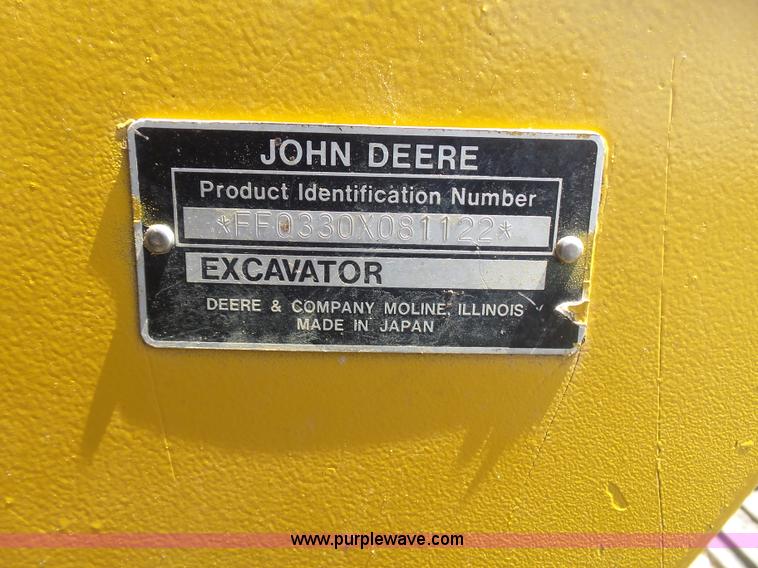 JOHN DEERE
Product Identification Number
*FF0330X081122*
EXCAVATOR
DEERE & COMPANY MOLINE, ILLINOIS
MADE IN JAPAN
www.purplewave.com